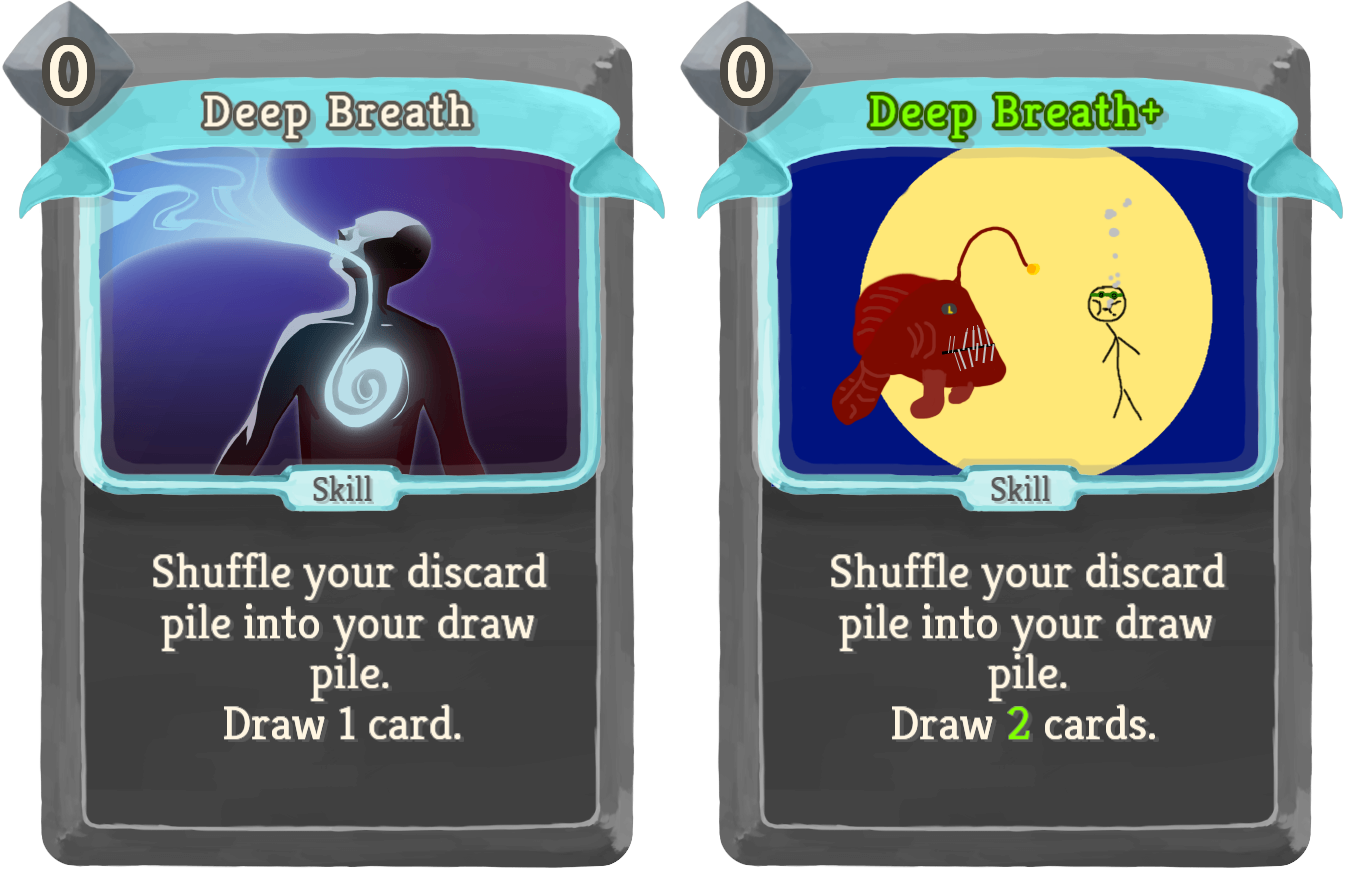 0
Deep Breath
Skill
Shuffle your discard
pile into your draw
pile.
Draw 1 card.
0
Deep Breath+
Skill
Shuffle your discard
pile into your draw
pile.
Draw 2 cards.